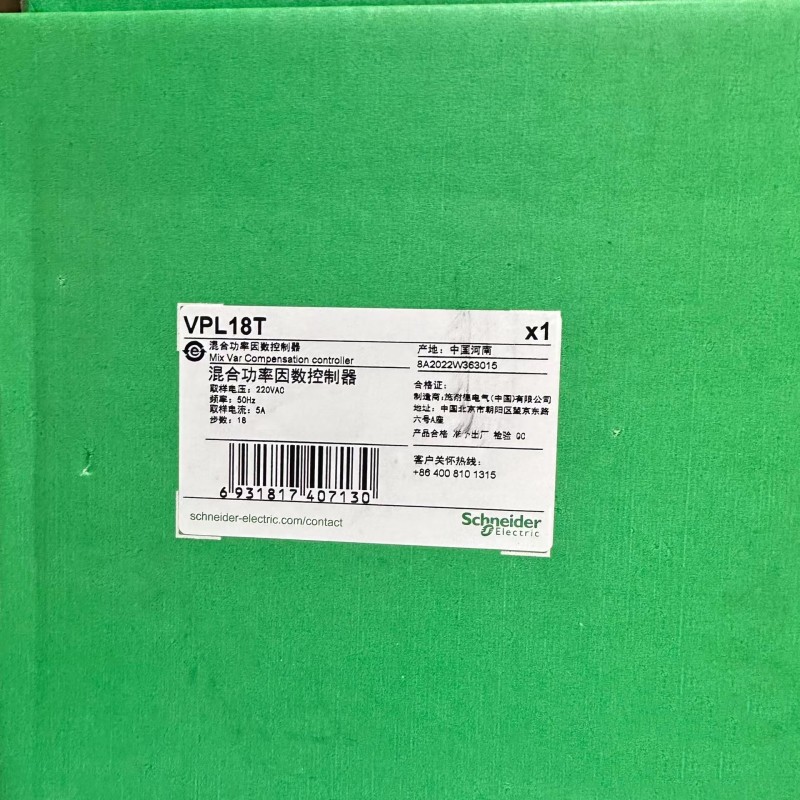 VPL18T
x1
混合功率因数控制器
Mix Var Compensation controller
混合功率因数控制器
取样电压: 220VAC
频率: 50Hz
取样电流: 5A
步数: 18
6 931817 407130
schneider-electric.com/contact
产地: 中国河南
8A2022W363015
合格证:
制造商:施耐德电气(中国)有限公司
地址: 中国北京市朝阳区望京东路
六号A座
产品合格 准予出厂 检验 QC
客户关怀热线:
+86 400 810 1315
Schneider
Electric